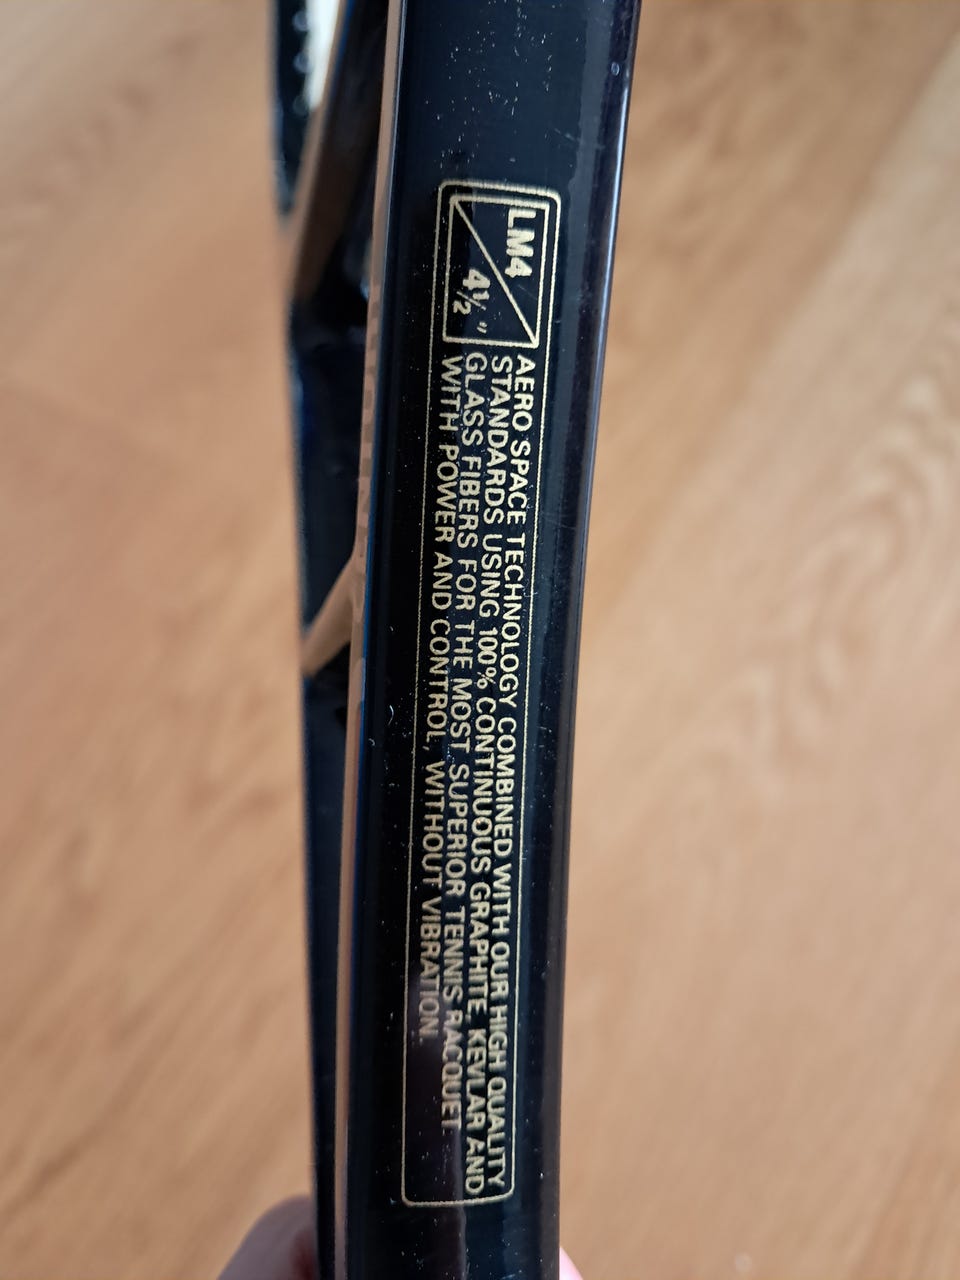 LM4
4½"
AERO SPACE TECHNOLOGY COMBINED WITH OUR HIGH QUALITY
STANDARDS USING 100% CONTINUOUS GRAPHITE, KEVLAR AND
GLASS FIBERS FOR THE MOST SUPERIOR TENNIS RACQUET
WITH POWER AND CONTROL, WITHOUT VIBRATION.